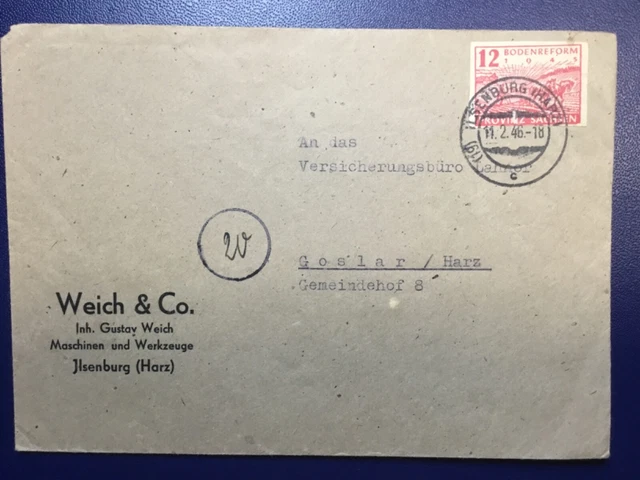 12 BODENREFORM
1945
PROVINZ SACHSEN
ILSENBURG (HARZ)
11. 2. 46.-18
c
An das
Versicherungsbüro
20
Goslar / Harz
Gemeindehof 8
Weich & Co.
Inh. Gustav Weich
Maschinen und Werkzeuge
Jlsenburg (Harz)